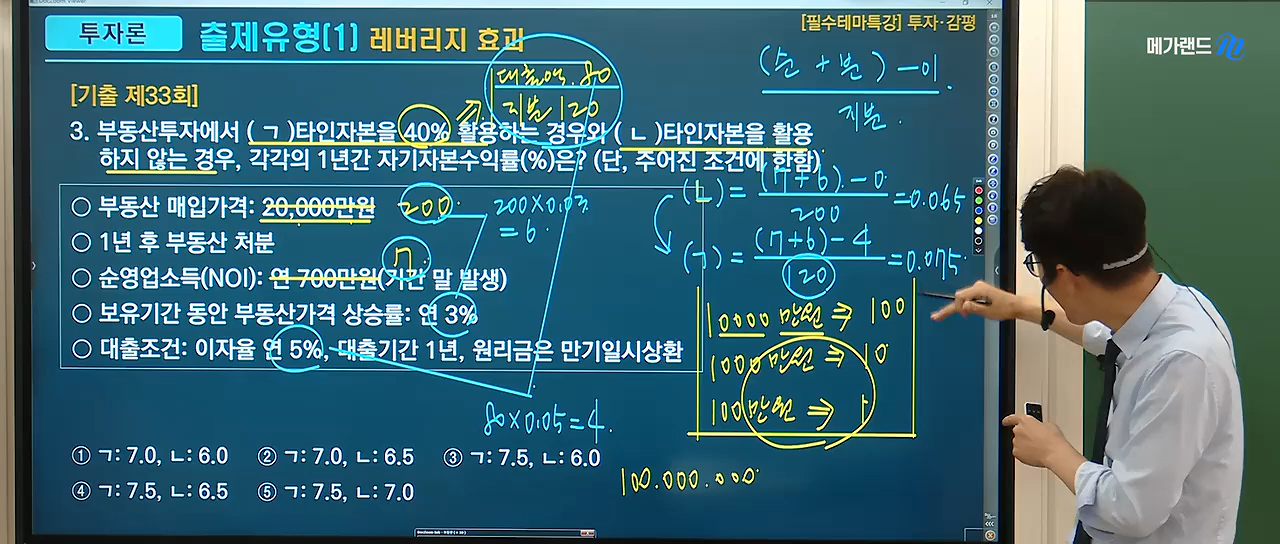 투자론 출제유형(1) 레버리지 효과
[필수테마특강] 투자·감평
메가랜드
대출액. 80
지분 120
(순 + 분) - 이
지분.
[기출 제33회]
3. 부동산투자에서 ( ㄱ )타인자본을 40% 활용하는 경우와 ( ㄴ )타인자본을 활용
하지 않는 경우, 각각의 1년간 자기자본수익률(%)은? (단, 주어진 조건에 한함)
○ 부동산 매입가격: 20,000만원
200
200×0.03
= 6
○ 1년 후 부동산 처분
○ 순영업소득(NOI): 연 700만원(기간 말 발생)
7
○ 보유기간 동안 부동산가격 상승률: 연 3%
○ 대출조건: 이자율 연 5%, 대출기간 1년, 원리금은 만기일시상환
80×0.05=4.
(ㄴ) = (7+6)-0
200
=0.065
(ㄱ) = (7+6)-4
120
=0.075
10000 만원 ⇒ 100
1000만원 ⇒ 10
100만원 ⇒ 1
100.000.000
① ㄱ: 7.0, ㄴ: 6.0 ② ㄱ: 7.0, ㄴ: 6.5 ③ ㄱ: 7.5, ㄴ: 6.0
④ ㄱ: 7.5, ㄴ: 6.5 ⑤ ㄱ: 7.5, ㄴ: 7.0